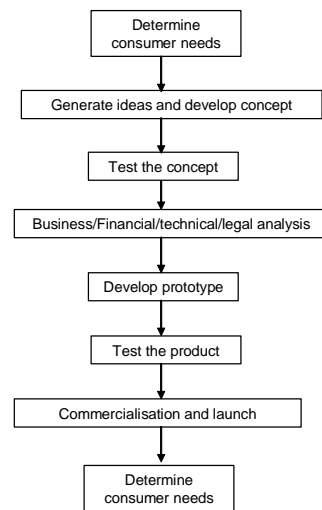 Determine
consumer needs
Generate ideas and develop concept
Test the concept
Business/Financial/technical/legal analysis
Develop prototype
Test the product
Commercialisation and launch
Determine
consumer needs